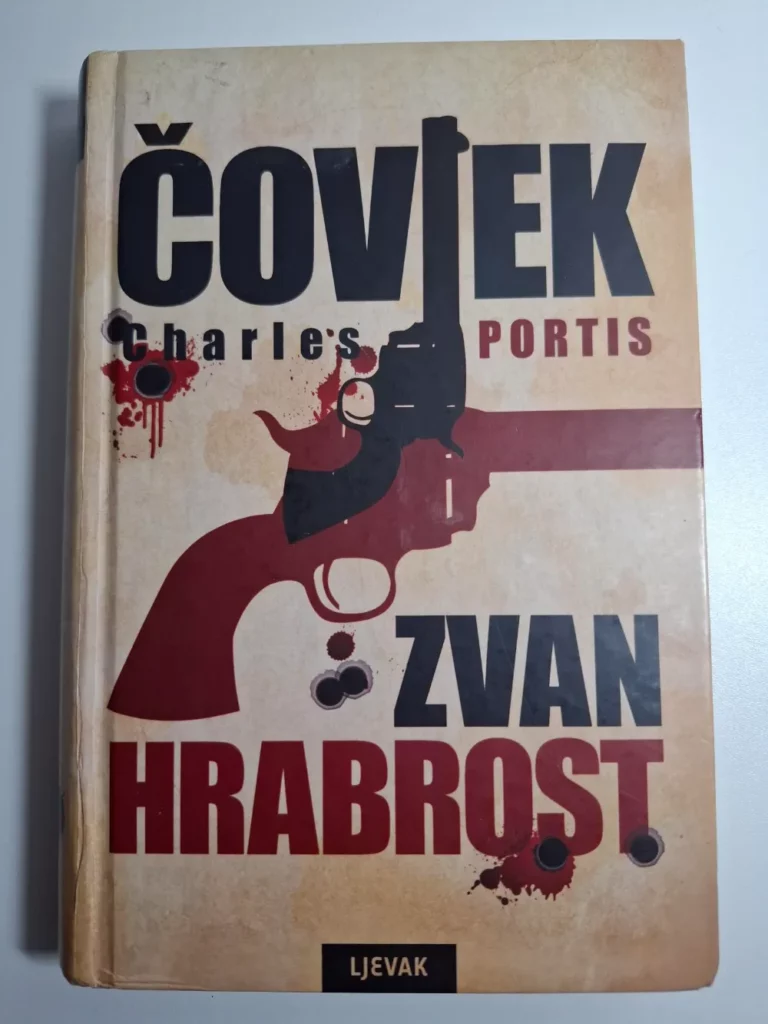 ČOVJEK
Charles PORTIS
ZVAN
HRABROST
LJEVAK